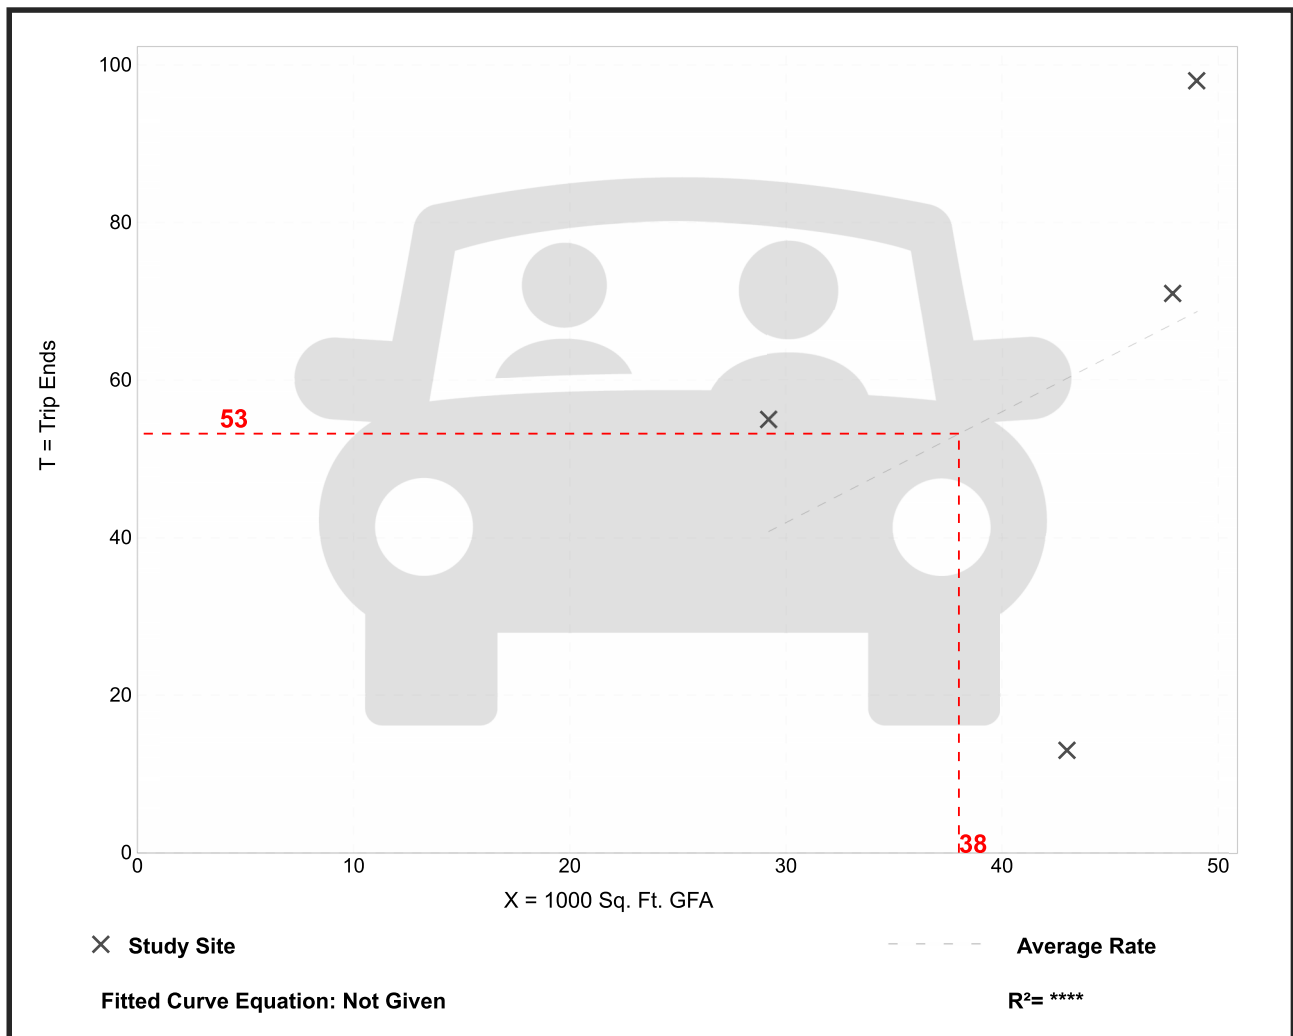 100
80
60
40
20
0
T = Trip Ends
53
38
0 10 20 30 40 50
X = 1000 Sq. Ft. GFA
Study Site
Average Rate
Fitted Curve Equation: Not Given
R²= ****